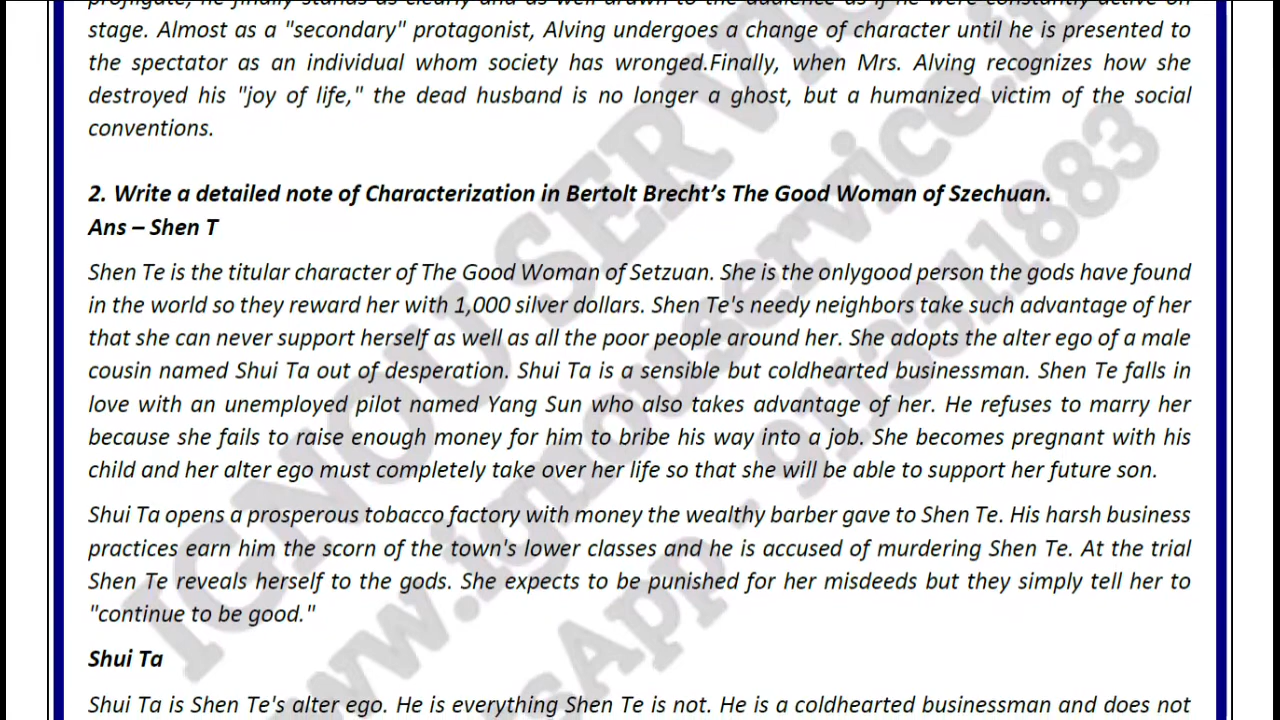 stage. Almost as a "secondary" protagonist, Alving undergoes a change of character until he is presented to
the spectator as an individual whom society has wronged.Finally, when Mrs. Alving recognizes how she
destroyed his "joy of life," the dead husband is no longer a ghost, but a humanized victim of the social
conventions.
2. Write a detailed note of Characterization in Bertolt Brecht’s The Good Woman of Szechuan.
Ans – Shen T
Shen Te is the titular character of The Good Woman of Setzuan. She is the onlygood person the gods have found
in the world so they reward her with 1,000 silver dollars. Shen Te's needy neighbors take such advantage of her
that she can never support herself as well as all the poor people around her. She adopts the alter ego of a male
cousin named Shui Ta out of desperation. Shui Ta is a sensible but coldhearted businessman. Shen Te falls in
love with an unemployed pilot named Yang Sun who also takes advantage of her. He refuses to marry her
because she fails to raise enough money for him to bribe his way into a job. She becomes pregnant with his
child and her alter ego must completely take over her life so that she will be able to support her future son.
Shui Ta opens a prosperous tobacco factory with money the wealthy barber gave to Shen Te. His harsh business
practices earn him the scorn of the town's lower classes and he is accused of murdering Shen Te. At the trial
Shen Te reveals herself to the gods. She expects to be punished for her misdeeds but they simply tell her to
"continue to be good."
Shui Ta
Shui Ta is Shen Te's alter ego. He is everything Shen Te is not. He is a coldhearted businessman and does not
IGNOU SERVIC
www.ignouservice.in
sApp - 9113311883